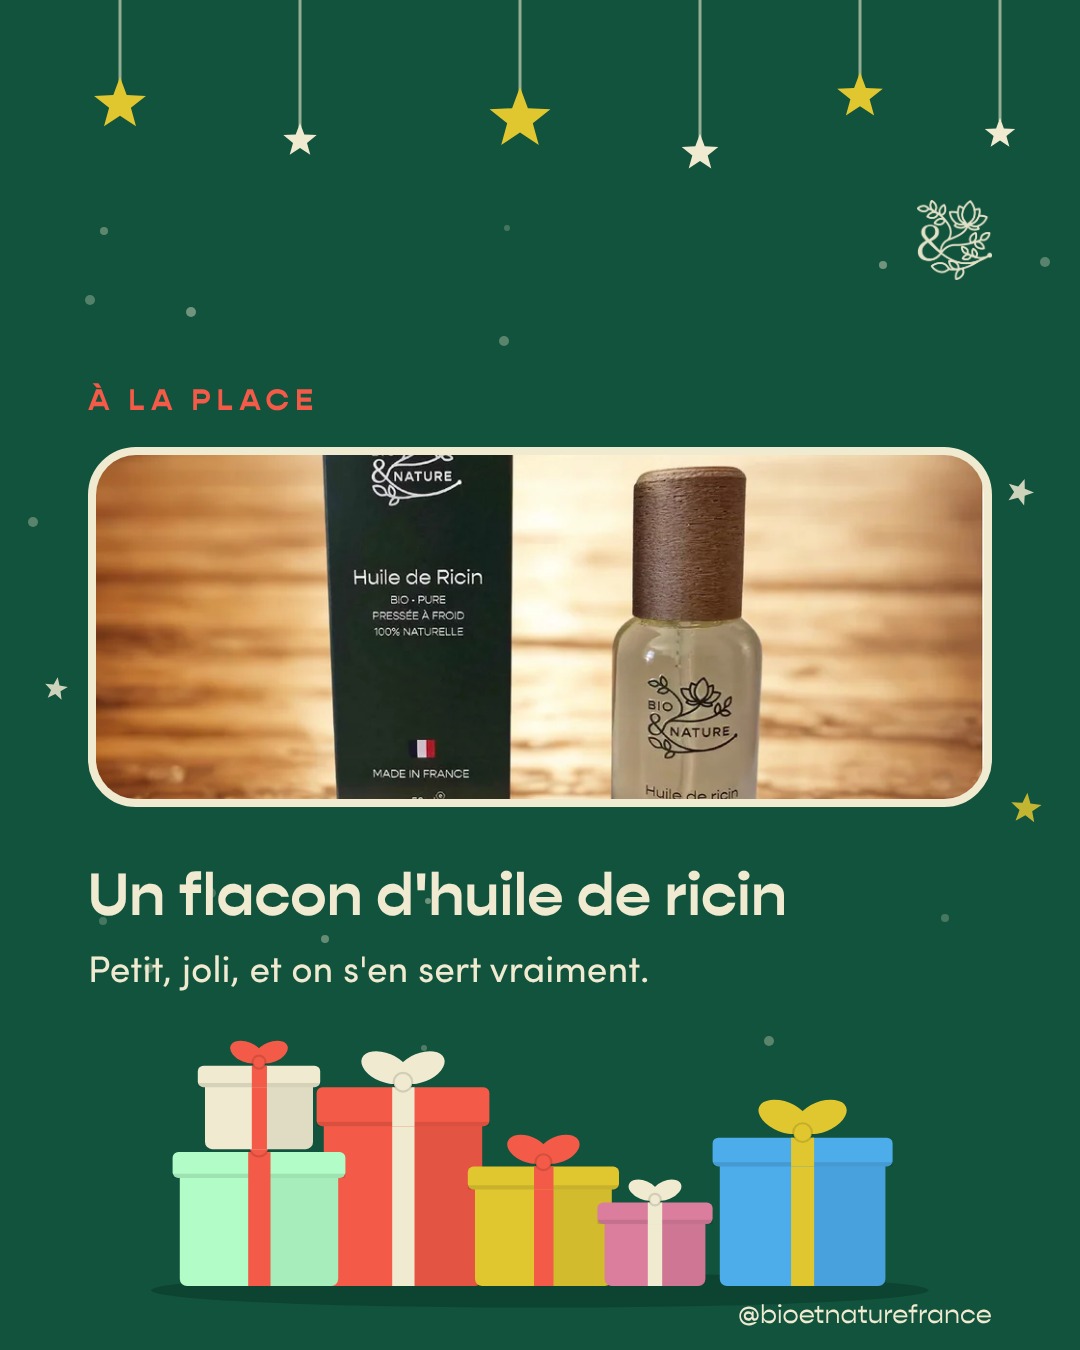 &
À LA PLACE
& NATURE
Huile de Ricin
BIO • PURE
PRESSÉE À FROID
100% NATURELLE
MADE IN FRANCE
BIO
& NATURE
Huile de ricin
Un flacon d'huile de ricin
Petit, joli, et on s'en sert vraiment.
@bioetnaturefrance